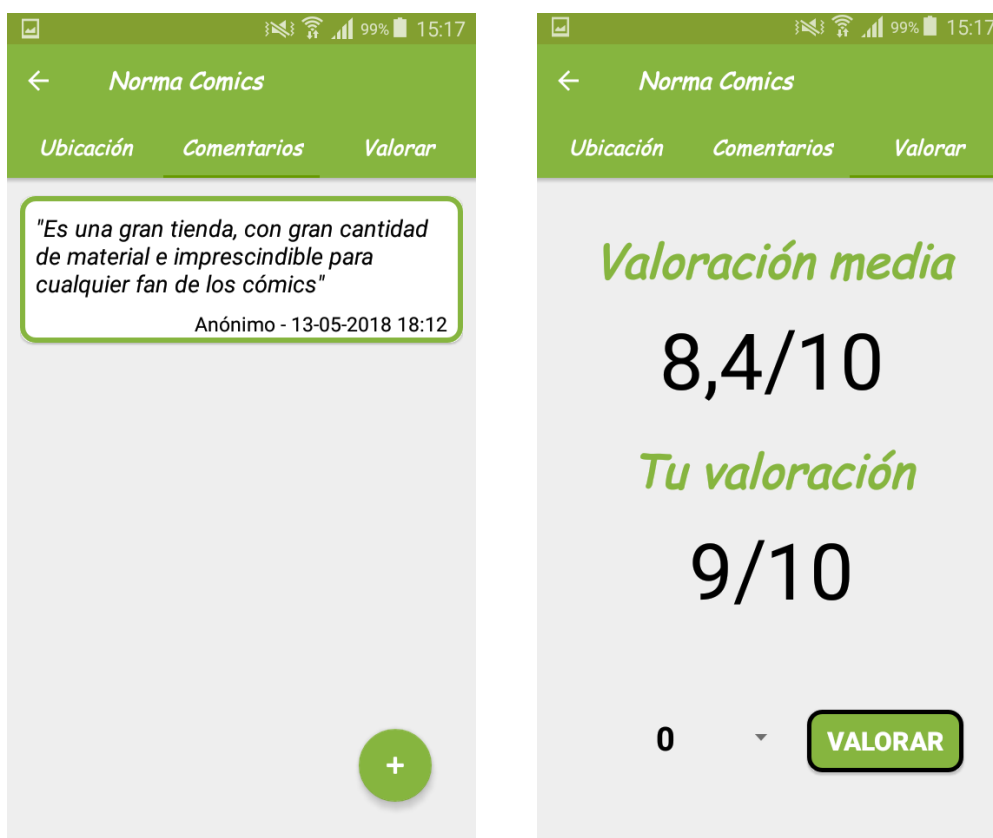 99% 15:17
Norma Comics
Ubicación Comentarios Valorar
"Es una gran tienda, con gran cantidad
de material e imprescindible para
cualquier fan de los cómics"
Anónimo - 13-05-2018 18:12
+
99% 15:17
Norma Comics
Ubicación Comentarios Valorar
Valoración media
8,4/10
Tu valoración
9/10
0 VALORAR